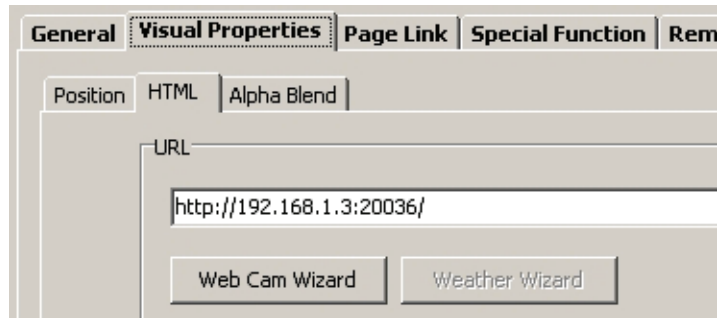 General Visual Properties Page Link Special Function Rem
Position HTML Alpha Blend
URL
http://192.168.1.3:20036/
Web Cam Wizard Weather Wizard